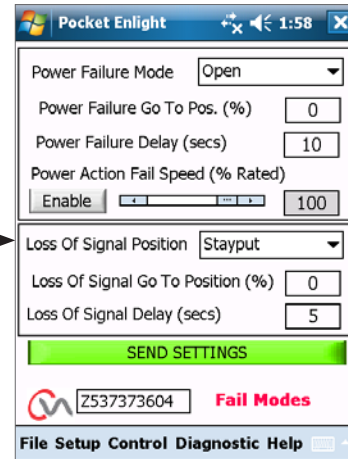 Pocket Enlight 1:58
Power Failure Mode Open
Power Failure Go To Pos. (%) 0
Power Failure Delay (secs) 10
Power Action Fail Speed (% Rated)
Enable 100
Loss Of Signal Position Stayput
Loss Of Signal Go To Position (%) 0
Loss Of Signal Delay (secs) 5
SEND SETTINGS
Z537373604 Fail Modes
File Setup Control Diagnostic Help